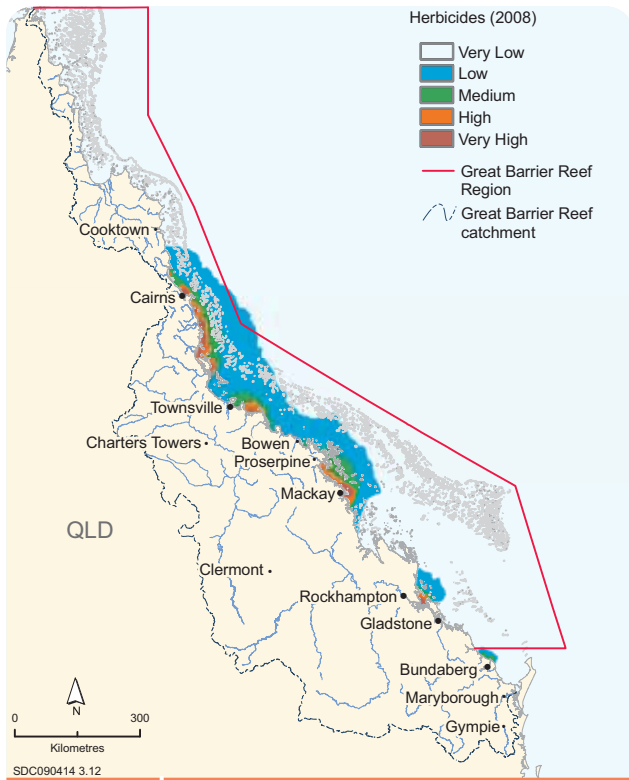 Herbicides (2008)
Very Low
Low
Medium
High
Very High
Great Barrier Reef
Region
Great Barrier Reef
catchment
Cooktown
Cairns
Townsville
Charters Towers
Bowen
Proserpine
Mackay
QLD
Clermont
Rockhampton
Gladstone
Bundaberg
Maryborough
Gympie
N
0 300
Kilometres
SDC090414 3.12